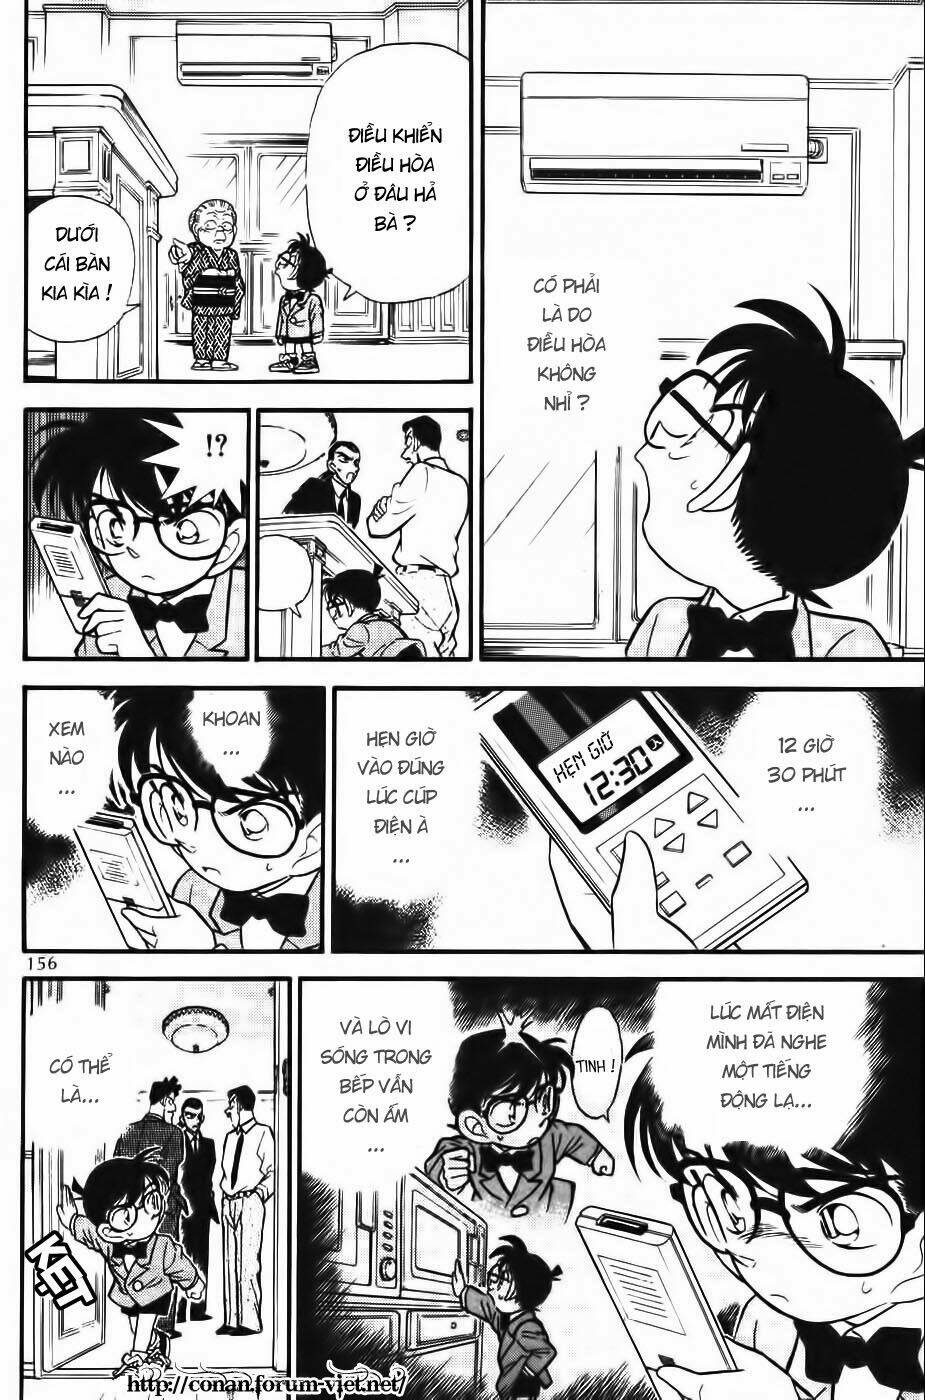 CÓ PHẢI
LÀ DO
ĐIỀU HÒA
KHÔNG
NHỈ ?
ĐIỀU KHIỂN
ĐIỀU HÒA
Ở ĐÂU HẢ
BÀ ?
DƯỚI
CÁI BÀN
KIA KÌA !
!?
12 GIỜ
30 PHÚT
HẸN GIỜ
12:30
HẸN GIỜ
VÀO ĐÚNG
LÚC CÚP
ĐIỆN À
...
KHOAN
...
XEM
NÀO
...
156
LÚC MẤT ĐIỆN
MÌNH ĐÃ NGHE
MỘT TIẾNG
ĐỘNG LẠ...
TINH !
VÀ LÒ VI
SÓNG TRONG
BẾP VẪN
CÒN ẤM
...
CÓ THỂ
LÀ...
KẸT
http://conan.forum-viet.net/